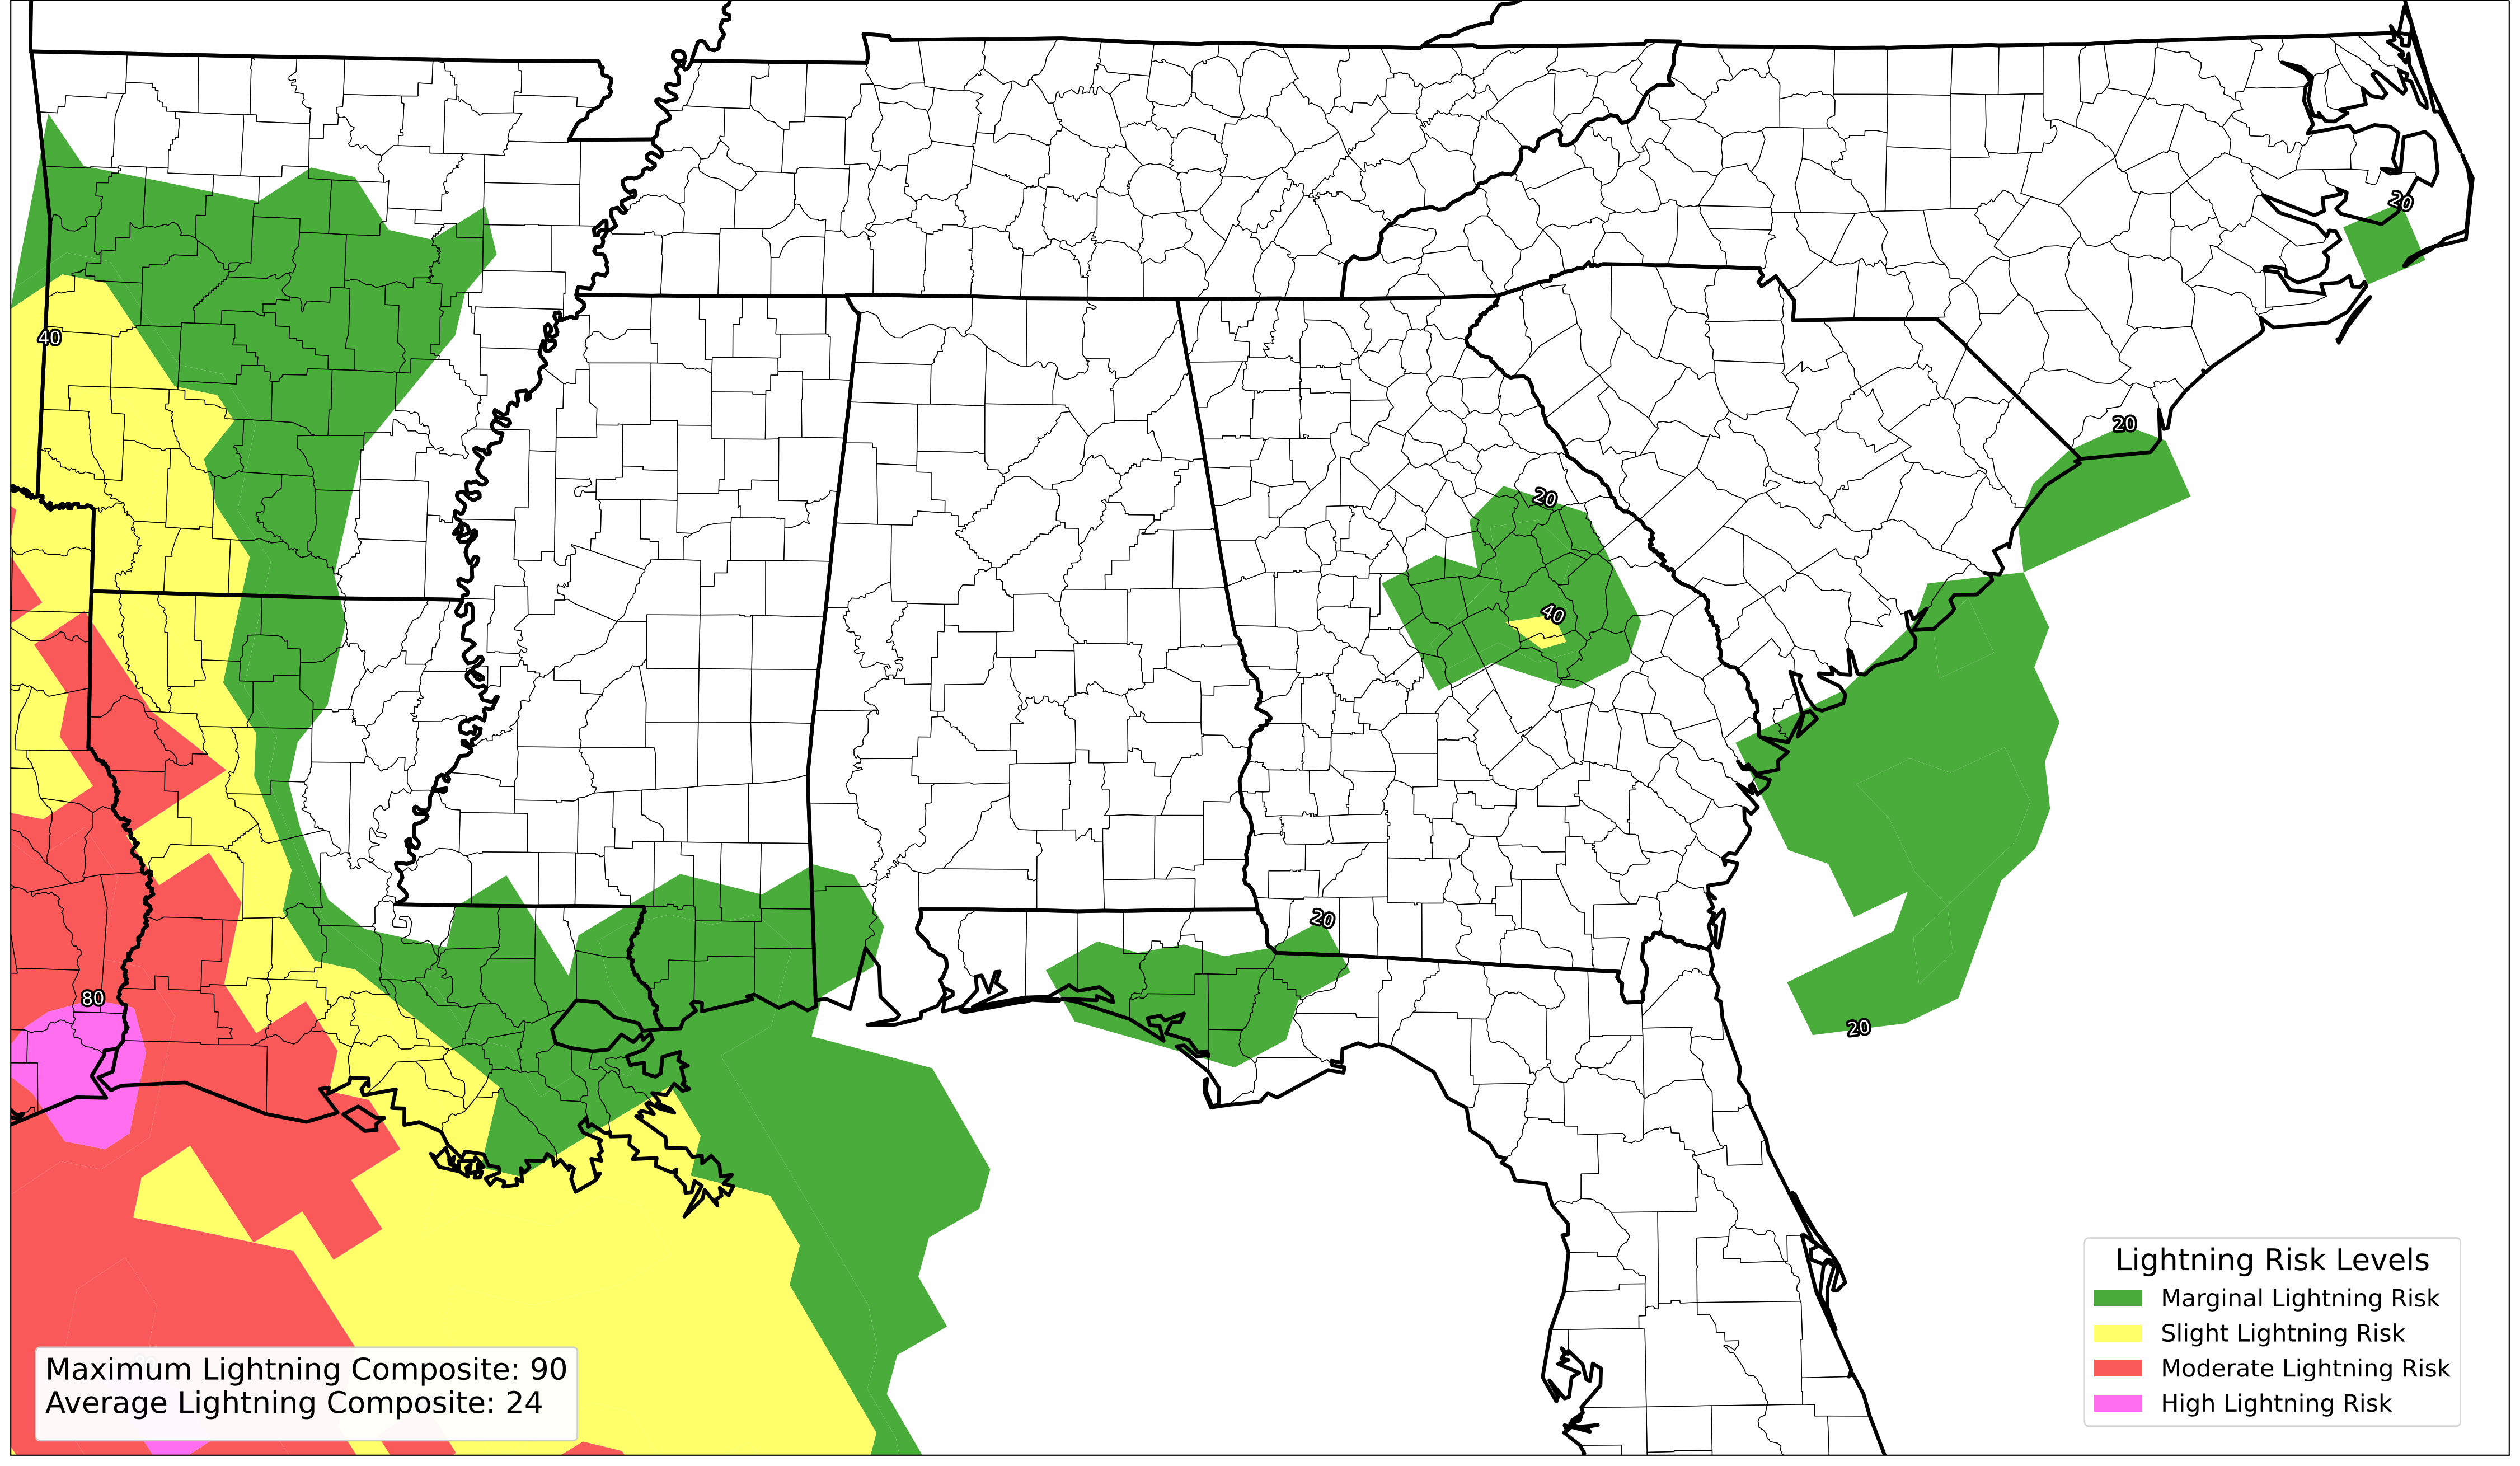 20
40
20
20
40
20
80
20
Lightning Risk Levels
Marginal Lightning Risk
Slight Lightning Risk
Moderate Lightning Risk
High Lightning Risk
Maximum Lightning Composite: 90
Average Lightning Composite: 24